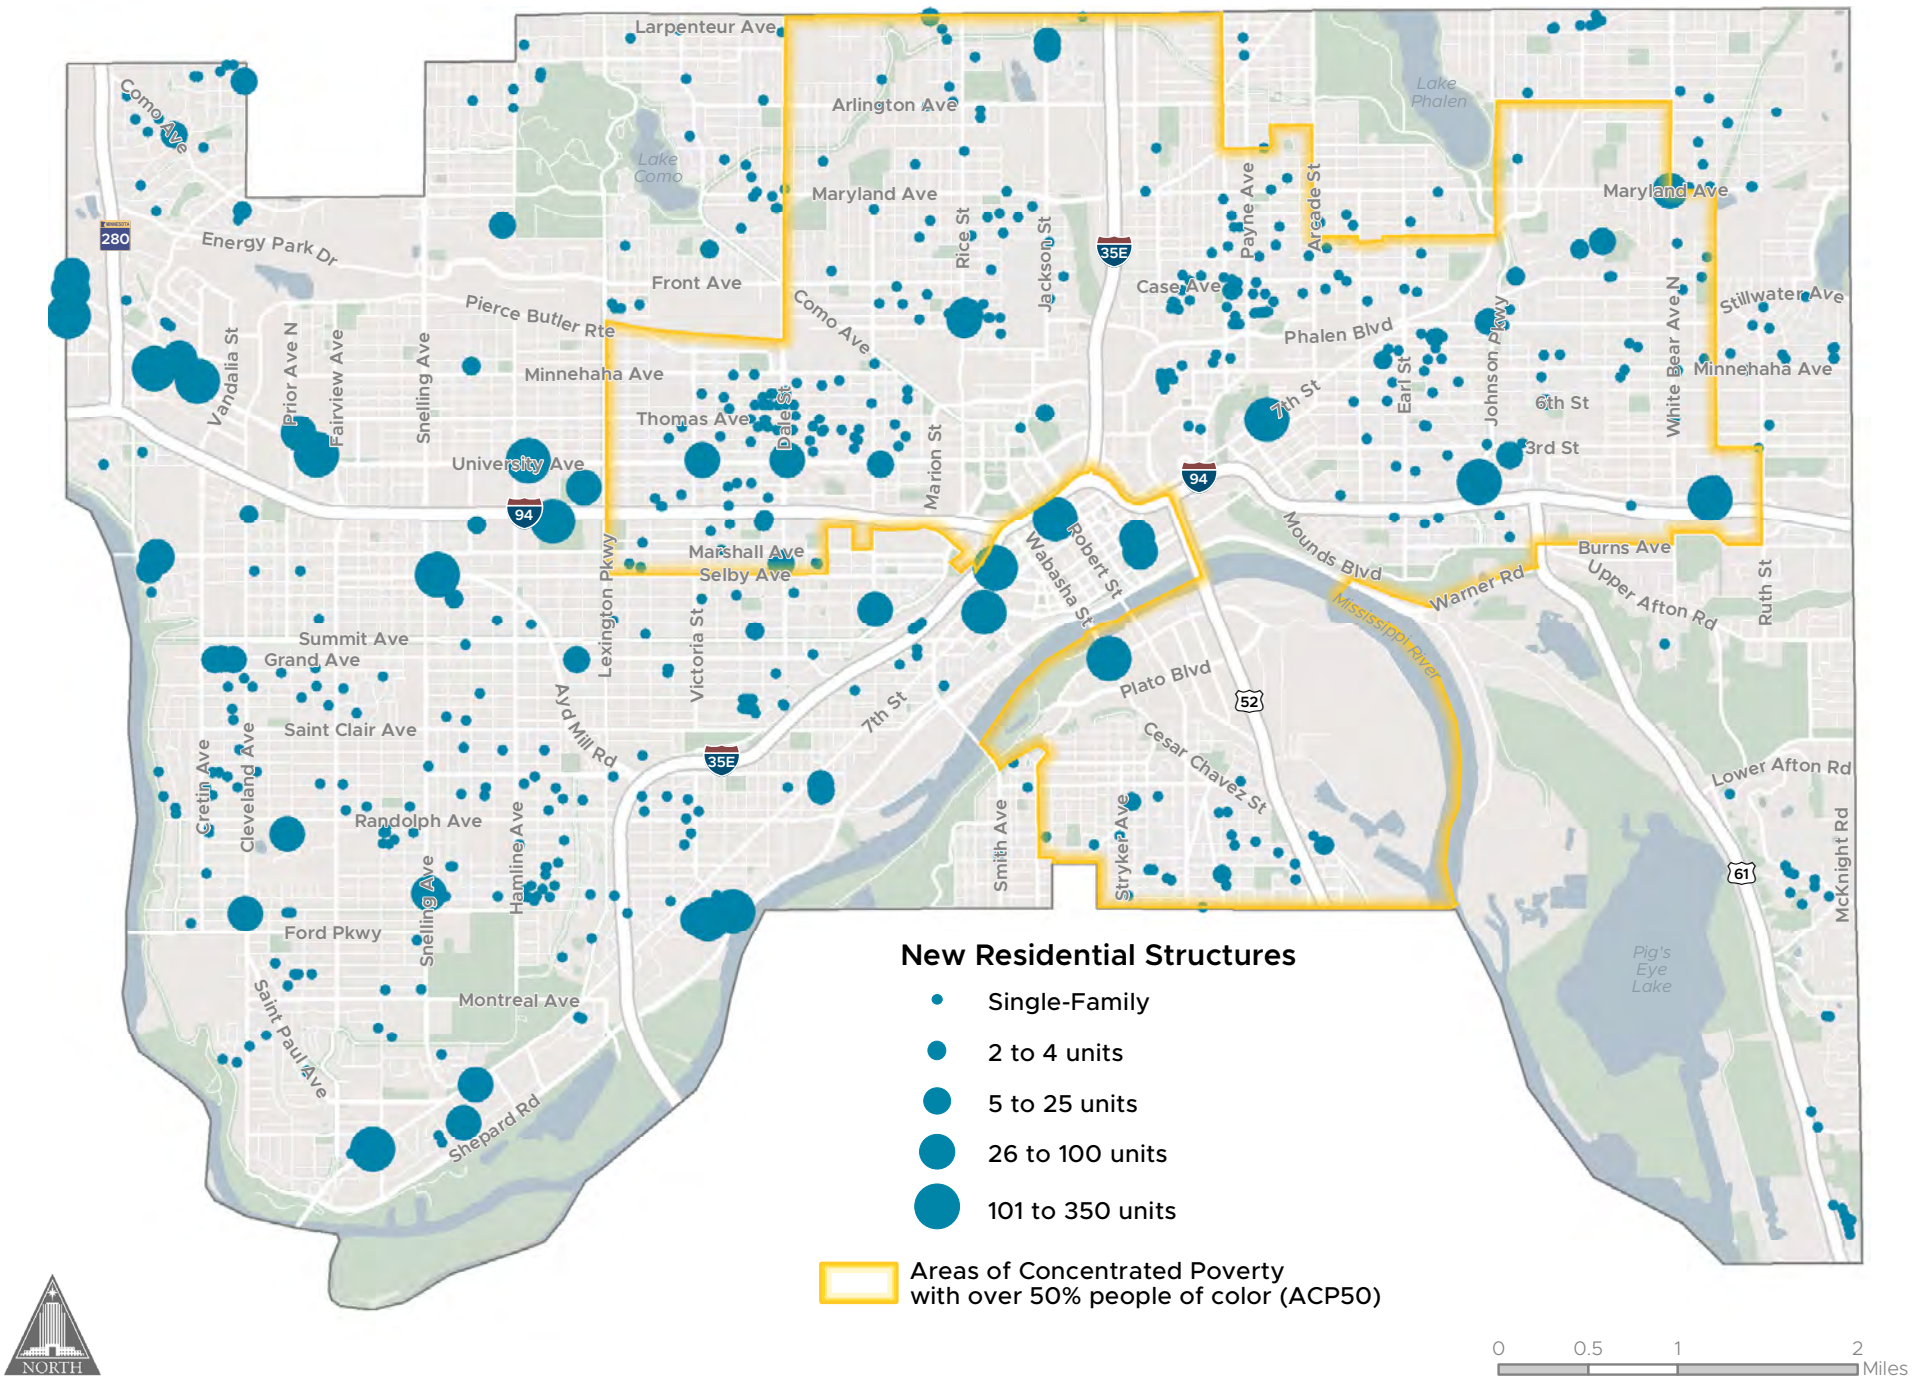 Larpenteur Ave
Como Ave
Arlington Ave
Lake
Phalen
Lake
Como
Maryland Ave
Maryland Ave
Payne Ave
Arcade St
MINNESOTA
280
Energy Park Dr
Rice St
Jackson St
35E
Front Ave
Case Ave
Como Ave
Stillwater Ave
Pierce Butler Rte
Phalen Blvd
Johnson Pkwy
White Bear Ave N
Vandalia St
Prior Ave N
Fairview Ave
Snelling Ave
Minnehaha Ave
Minnehaha Ave
Earl St
7th St
6th St
Thomas Ave
Dale St
Marion St
3rd St
University Ave
94
94
Marshall Ave
Selby Ave
Lexington Pkwy
Wabasha St
Robert St
Mounds Blvd
Burns Ave
Warner Rd
Upper Afton Rd
Ruth St
Mississippi River
Summit Ave
Grand Ave
Victoria St
Plato Blvd
52
Ayd Mill Rd
7th St
Saint Clair Ave
Cretin Ave
Cleveland Ave
35E
Cesar Chavez St
Lower Afton Rd
Randolph Ave
Hamline Ave
Snelling Ave
Smith Ave
Stryker Ave
McKnight Rd
61
Ford Pkwy
Pig's
Eye
Lake
Saint Paul Ave
Montreal Ave
Shepard Rd
New Residential Structures
Single-Family
2 to 4 units
5 to 25 units
26 to 100 units
101 to 350 units
Areas of Concentrated Poverty
with over 50% people of color (ACP50)
NORTH
0 0.5 1 2
Miles